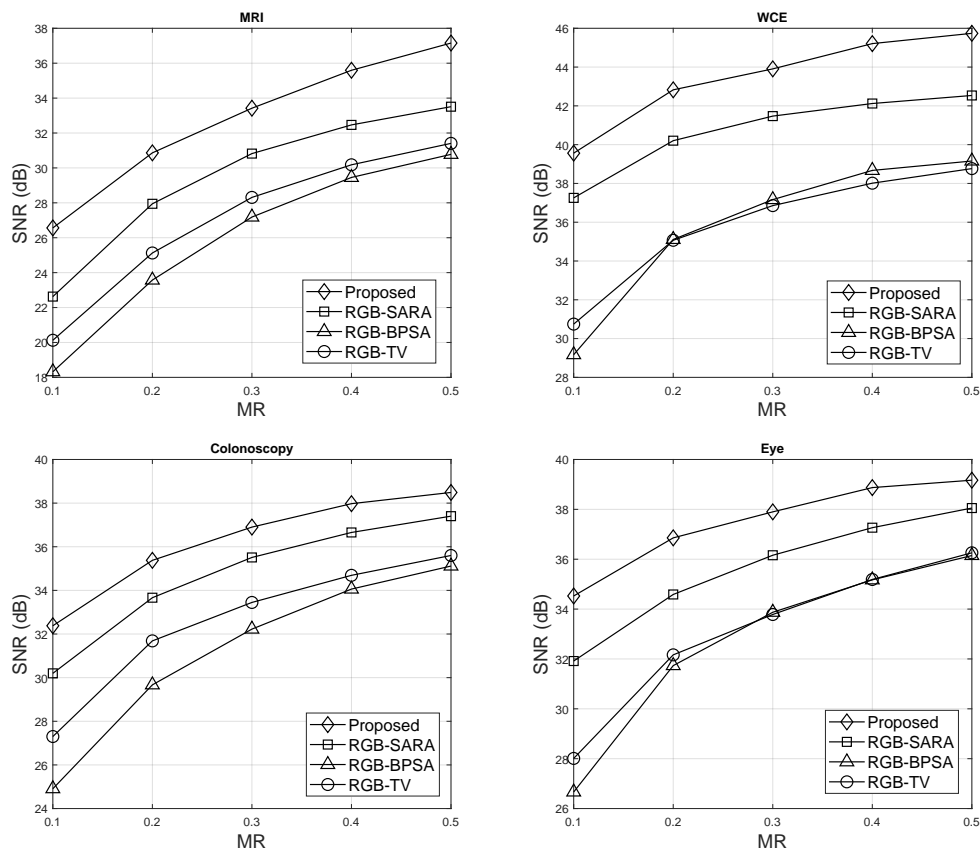 MRI
38
36
34
32
30
28
26
24
22
20
18
SNR (dB)
0.1 0.2 0.3 0.4 0.5
MR
Proposed
RGB-SARA
RGB-BPSA
RGB-TV
WCE
46
44
42
40
38
36
34
32
30
28
SNR (dB)
0.1 0.2 0.3 0.4 0.5
MR
Proposed
RGB-SARA
RGB-BPSA
RGB-TV
Colonoscopy
40
38
36
34
32
30
28
26
24
SNR (dB)
0.1 0.2 0.3 0.4 0.5
MR
Proposed
RGB-SARA
RGB-BPSA
RGB-TV
Eye
40
38
36
34
32
30
28
26
SNR (dB)
0.1 0.2 0.3 0.4 0.5
MR
Proposed
RGB-SARA
RGB-BPSA
RGB-TV